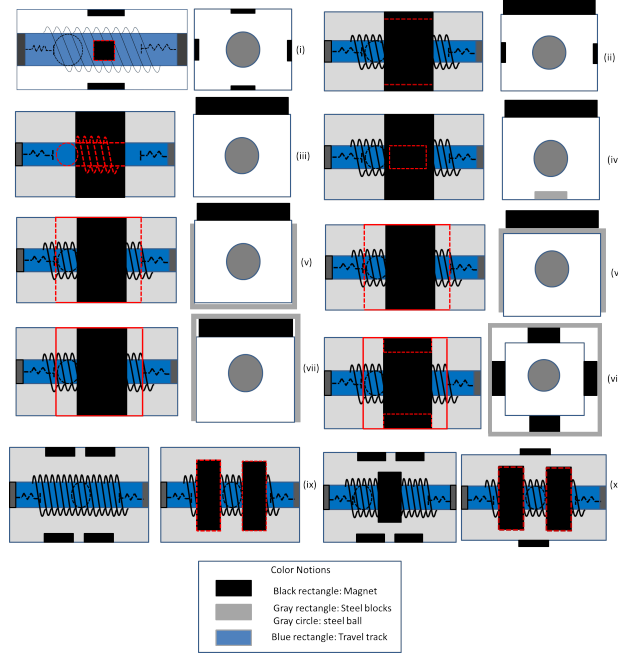 (i)
(ii)
(iii)
(iv
(v)
(v
(vii)
(vi
(ix)
(x
Color Notions
Black rectangle: Magnet
Gray rectangle: Steel blocks
Gray circle: steel ball
Blue rectangle: Travel track